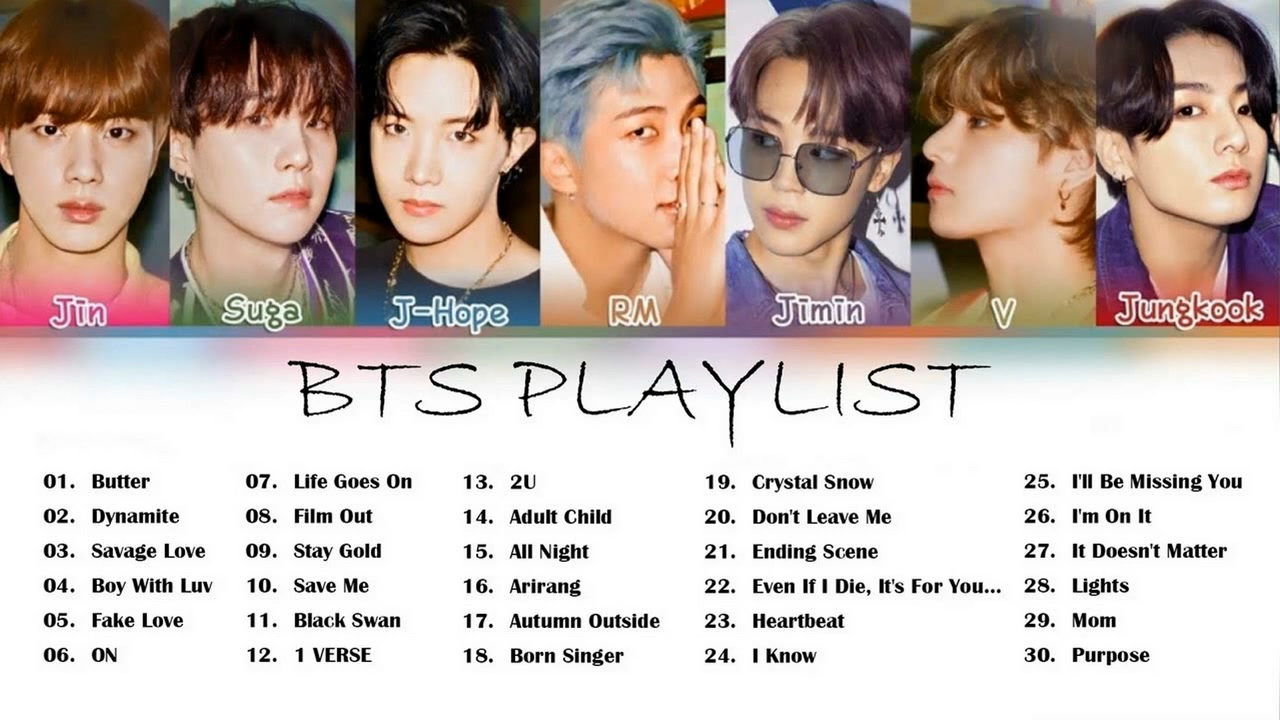 Jin
Suga
J-Hope
RM
Jimin
V
Jungkook
BTS PLAYLIST
01. Butter
02. Dynamite
03. Savage Love
04. Boy With Luv
05. Fake Love
06. ON
07. Life Goes On
08. Film Out
09. Stay Gold
10. Save Me
11. Black Swan
12. 1 VERSE
13. 2U
14. Adult Child
15. All Night
16. Arirang
17. Autumn Outside
18. Born Singer
19. Crystal Snow
20. Don't Leave Me
21. Ending Scene
22. Even If I Die, It's For You...
23. Heartbeat
24. I Know
25. I'll Be Missing You
26. I'm On It
27. It Doesn't Matter
28. Lights
29. Mom
30. Purpose